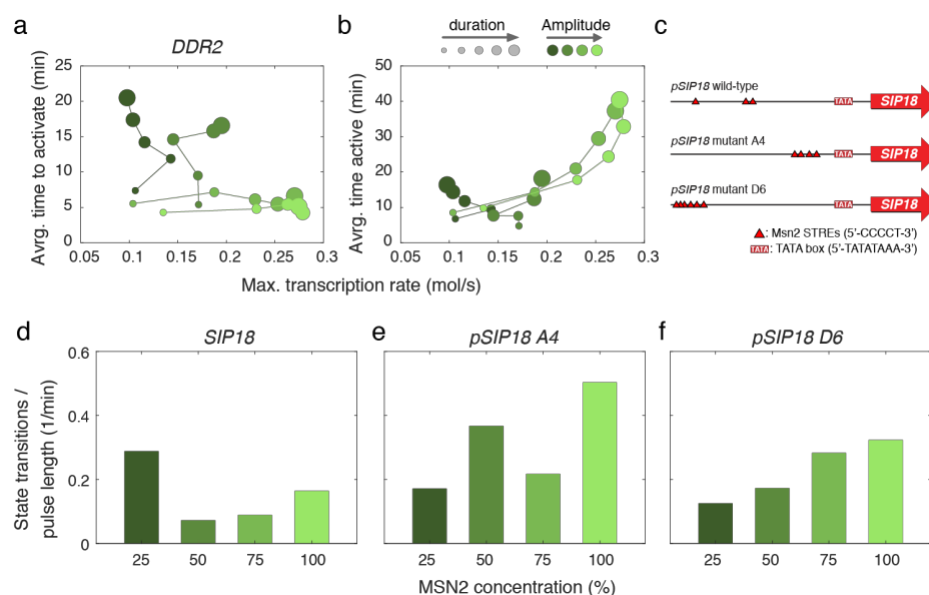 a
DDR2
Avrg. time to activate (min)
25
20
15
10
5
0
0.05
0.1
0.15
0.2
0.25
0.3
b
duration
Amplitude
Avrg. time active (min)
50
40
30
20
10
0
0.05
0.1
0.15
0.2
0.25
0.3
Max. transcription rate (mol/s)
c
pSIP18 wild-type
TATA
SIP18
pSIP18 mutant A4
TATA
SIP18
pSIP18 mutant D6
TATA
SIP18
: Msn2 STREs (5'-CCCCT-3')
TATA : TATA box (5'-TATATAAA-3')
d
SIP18
State transitions /
pulse length (1/min)
0.6
0.4
0.2
0
25
50
75
100
e
pSIP18 A4
25
50
75
100
f
pSIP18 D6
25
50
75
100
MSN2 concentration (%)